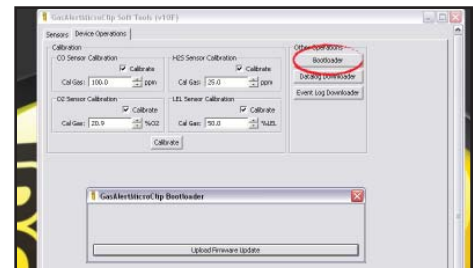 GasAlertMicroClip Soft Tools (v10F)
Sensors Device Operations
Calibration
CO Sensor Calibration
Calibrate
Cal Gas: 100.0 ppm
H2S Sensor Calibration
Calibrate
Cal Gas: 25.0 ppm
O2 Sensor Calibration
Calibrate
Cal Gas: 20.9 %O2
LEL Sensor Calibration
Calibrate
Cal Gas: 50.0 %LEL
Calibrate
Other Operations
Bootloader
Datalog Downloader
Event Log Downloader
GasAlertMicroClip Bootloader
Upload Firmware Update